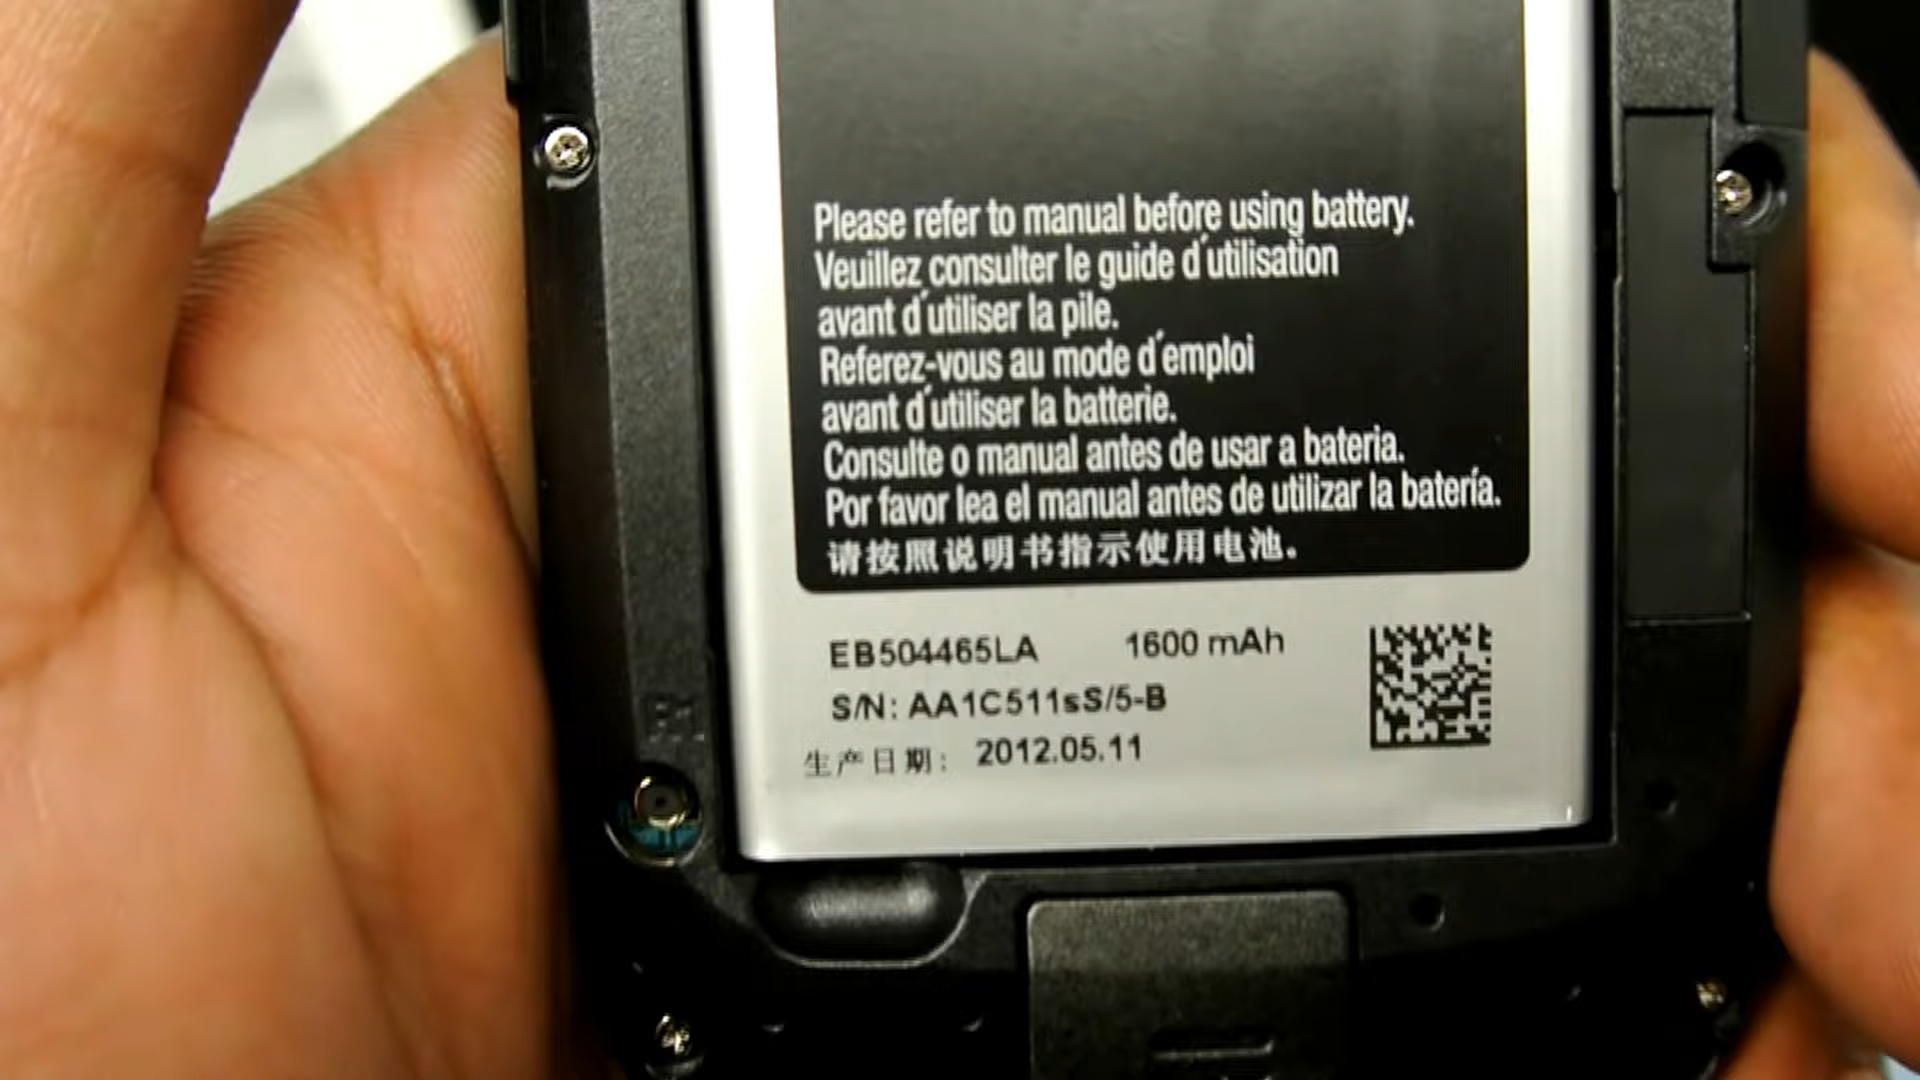 Please refer to manual before using battery.
Veuillez consulter le guide d´utilisation
avant d´utiliser la pile.
Referez-vous au mode d´emploi
avant d´utiliser la batterie.
Consulte o manual antes de usar a bateria.
Por favor lea el manual antes de utilizar la batería.
请按照说明书指示使用电池。
EB504465LA 1600 mAh
S/N: AA1C511sS/5-B
生产日期: 2012.05.11